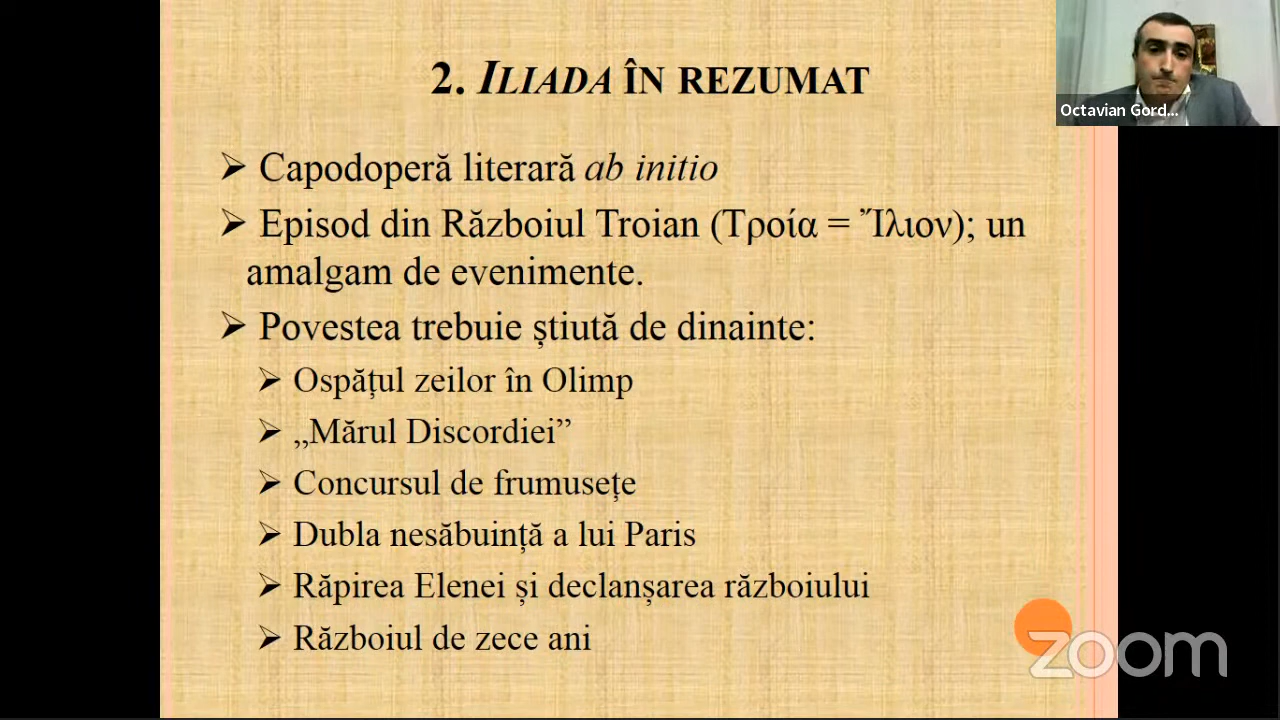 2. ILIADA ÎN REZUMAT
➢ Capodoperă literară ab initio
➢ Episod din Războiul Troian (Τροία = Ἴλιον); un
amalgam de evenimente.
➢ Povestea trebuie știută de dinainte:
➢ Ospățul zeilor în Olimp
➢ „Mărul Discordiei”
➢ Concursul de frumusețe
➢ Dubla nesăbuință a lui Paris
➢ Răpirea Elenei și declanșarea războiului
➢ Războiul de zece ani
Octavian Gord...
zoom